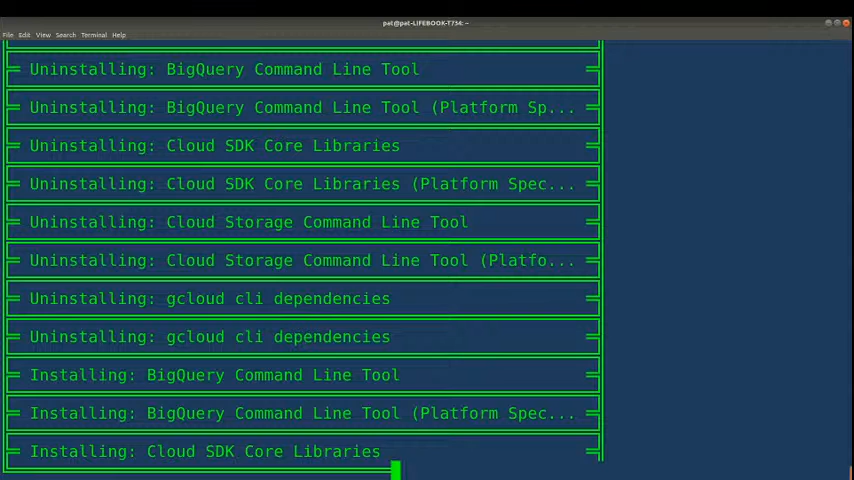 pat@pat-LIFEBOOK-T734: ~
File Edit View Search Terminal Help
Uninstalling: BigQuery Command Line Tool
Uninstalling: BigQuery Command Line Tool (Platform Sp...
Uninstalling: Cloud SDK Core Libraries
Uninstalling: Cloud SDK Core Libraries (Platform Spec...
Uninstalling: Cloud Storage Command Line Tool
Uninstalling: Cloud Storage Command Line Tool (Platfo...
Uninstalling: gcloud cli dependencies
Uninstalling: gcloud cli dependencies
Installing: BigQuery Command Line Tool
Installing: BigQuery Command Line Tool (Platform Spec...
Installing: Cloud SDK Core Libraries